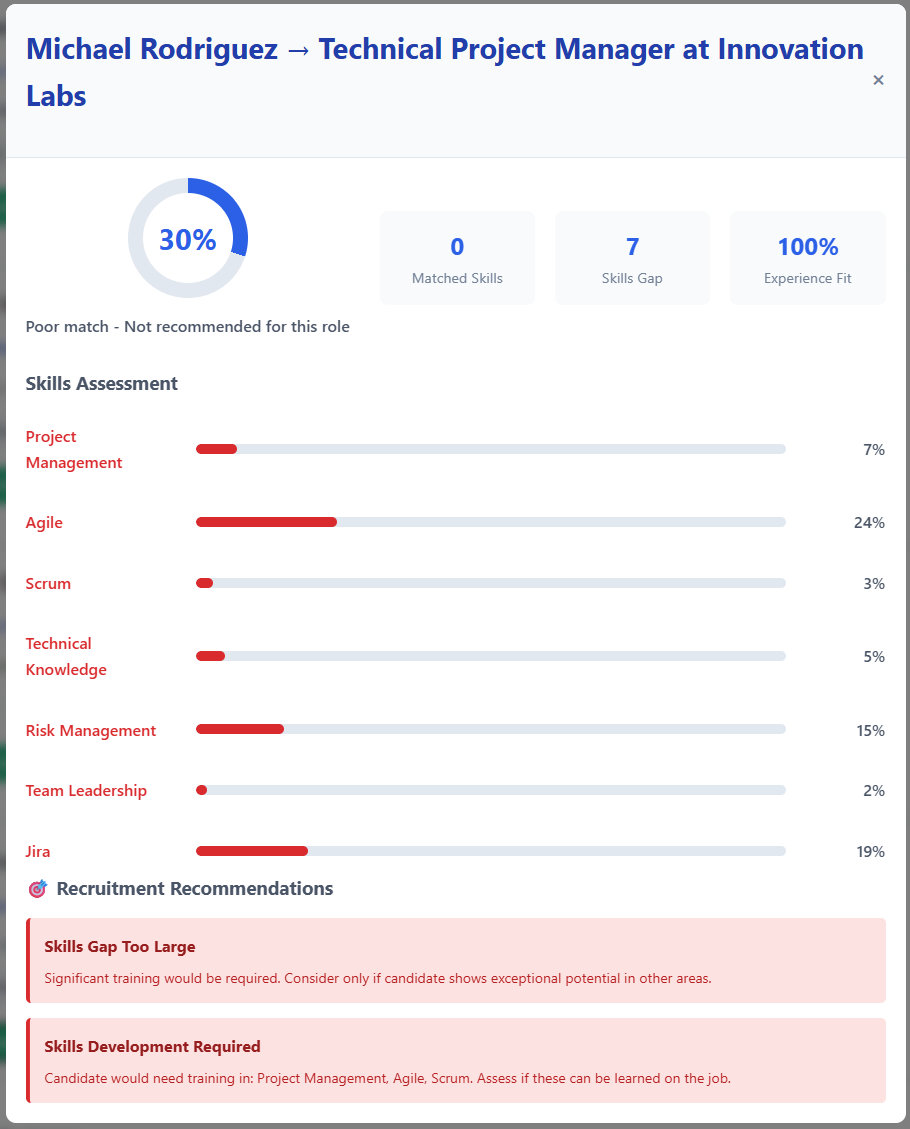 Michael Rodriguez → Technical Project Manager at Innovation
Labs
×
30%
0
Matched Skills
7
Skills Gap
100%
Experience Fit
Poor match - Not recommended for this role
Skills Assessment
Project
Management
7%
Agile
24%
Scrum
3%
Technical
Knowledge
5%
Risk Management
15%
Team Leadership
2%
Jira
19%
🎯 Recruitment Recommendations
Skills Gap Too Large
Significant training would be required. Consider only if candidate shows exceptional potential in other areas.
Skills Development Required
Candidate would need training in: Project Management, Agile, Scrum. Assess if these can be learned on the job.